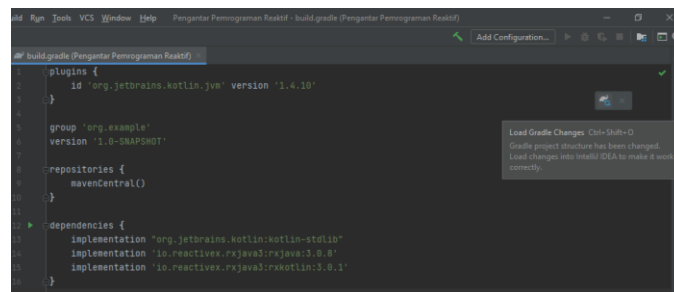 uild Run Tools VCS Window Help Pengantar Pemrograman Reaktif - build.gradle (Pengantar Pemrograman Reaktif)
Add Configuration...
build.gradle (Pengantar Pemrograman Reaktif)
1 plugins {
2 id 'org.jetbrains.kotlin.jvm' version '1.4.10'
3 }
4
5 group 'org.example'
6 version '1.0-SNAPSHOT'
7
8 repositories {
9 mavenCentral()
10 }
11
12 dependencies {
13 implementation "org.jetbrains.kotlin:kotlin-stdlib"
14 implementation 'io.reactivex.rxjava3:rxjava:3.0.8'
15 implementation 'io.reactivex.rxjava3:rxkotlin:3.0.1'
16 }
Load Gradle Changes Ctrl+Shift+O
Gradle project structure has been changed.
Load changes into IntelliJ IDEA to make it work
correctly.